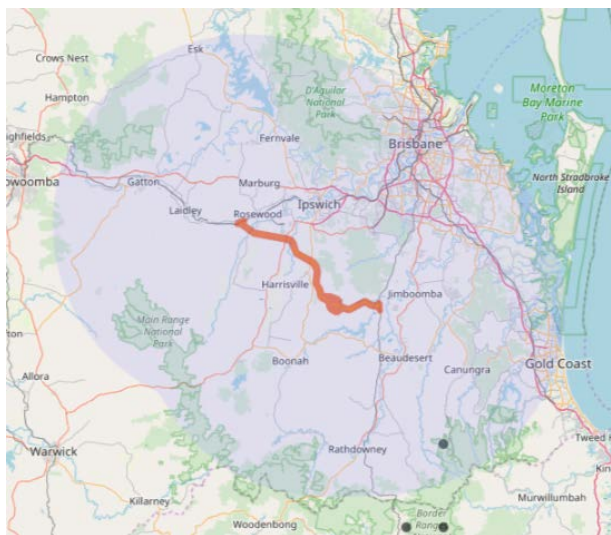 Esk
Crows Nest
D'Aguilar
National
Park
Moreton
Bay Marine
Park
Hampton
Fernvale
Brisbane
ghfields
owoomba
Gatton
Marburg
North Stradbroke
Island
Ipswich
Laidley
Rosewood
Harrisville
Jimboomba
Main Range
National
Park
Boonah
Beaudesert
Canungra
Gold Coast
Allora
Warwick
Rathdowney
Tweed H
Killarney
Murwillumbah
Border
Woodenbong